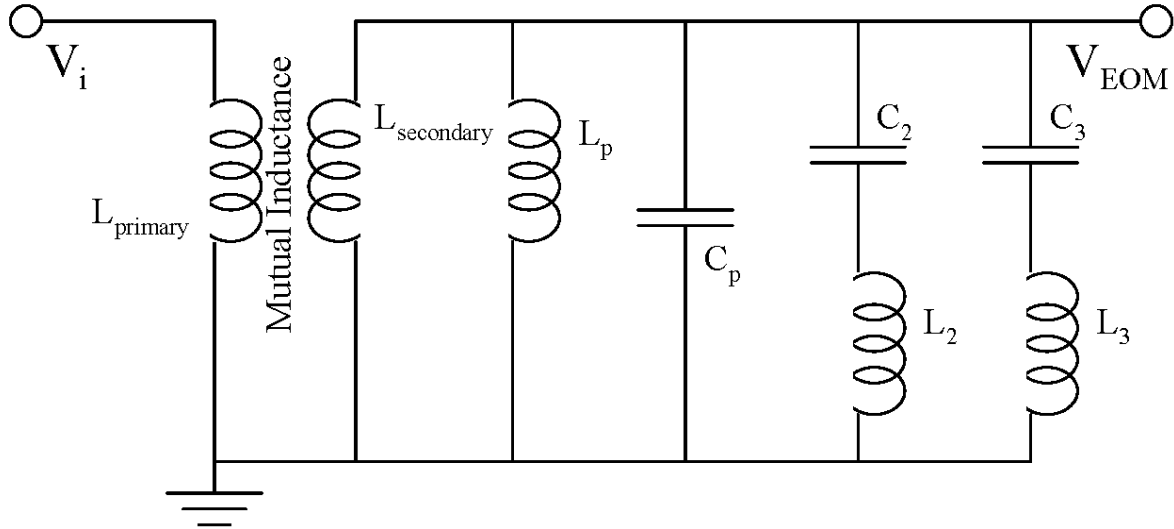 V_i
L_primary
Mutual Inductance
L_secondary
L_p
C_p
C_2
L_2
C_3
L_3
V_EOM